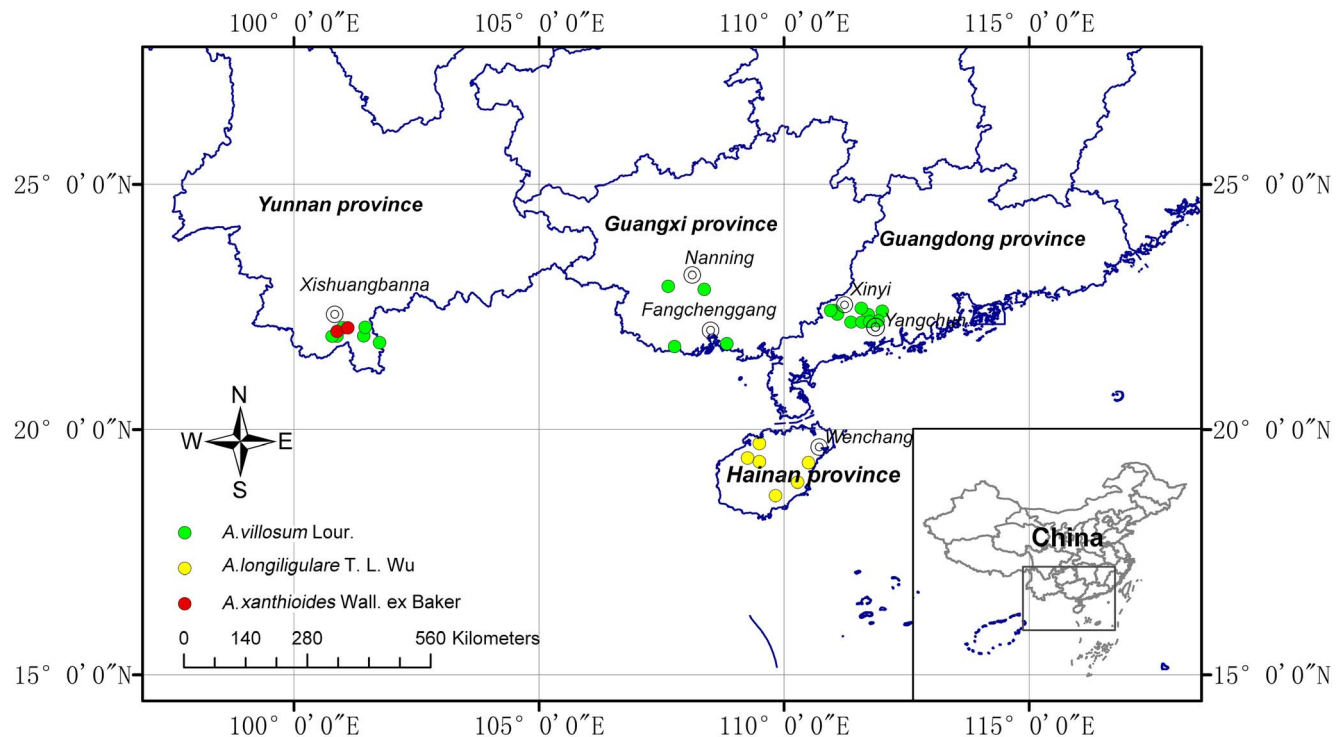 100° 0'0"E 105° 0'0"E 110° 0'0"E 115° 0'0"E
25° 0'0"N 25° 0'0"N
Yunnan province
Guangxi province
Guangdong province
Nanning
Xishuangbanna
Xinyi
Fangchenggang
Yangchun
20° 0'0"N 20° 0'0"N
N
W E
S
Wenchang
Hainan province
A.villosum Lour.
A.longiligulare T. L. Wu
A.xanthioides Wall. ex Baker
0 140 280 560 Kilometers
China
15° 0'0"N 15° 0'0"N
100° 0'0"E 105° 0'0"E 110° 0'0"E 115° 0'0"E